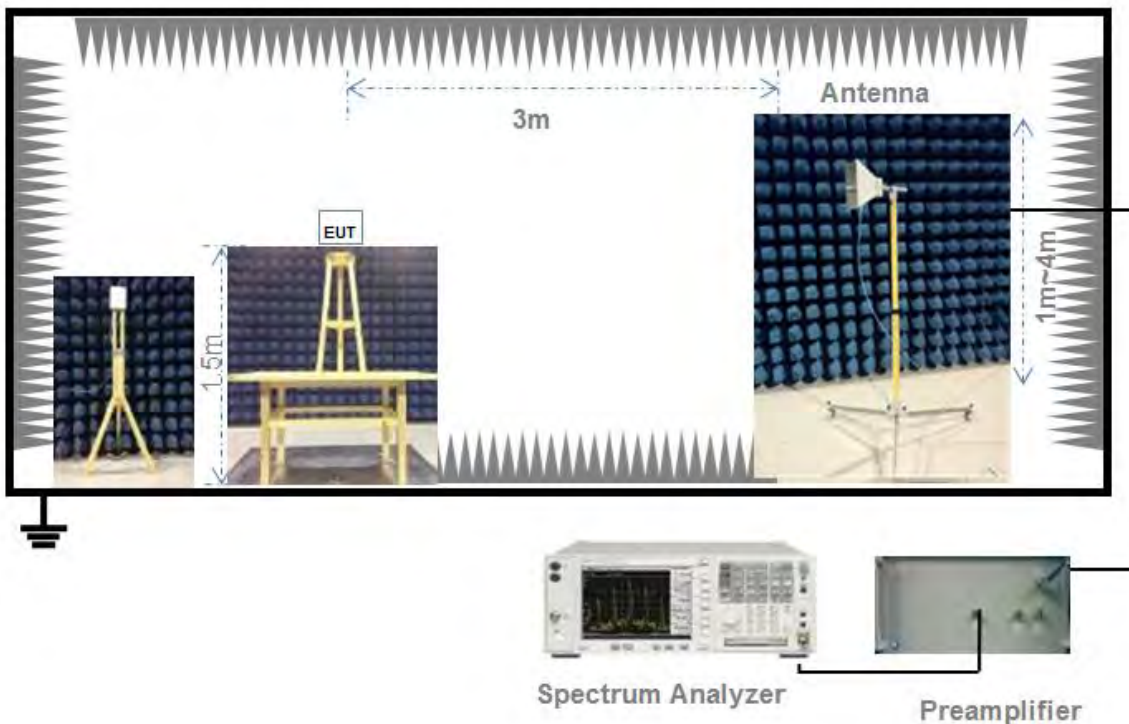 Antenna
3m
EUT
1.5m
1m~4m
Spectrum Analyzer
Preamplifier